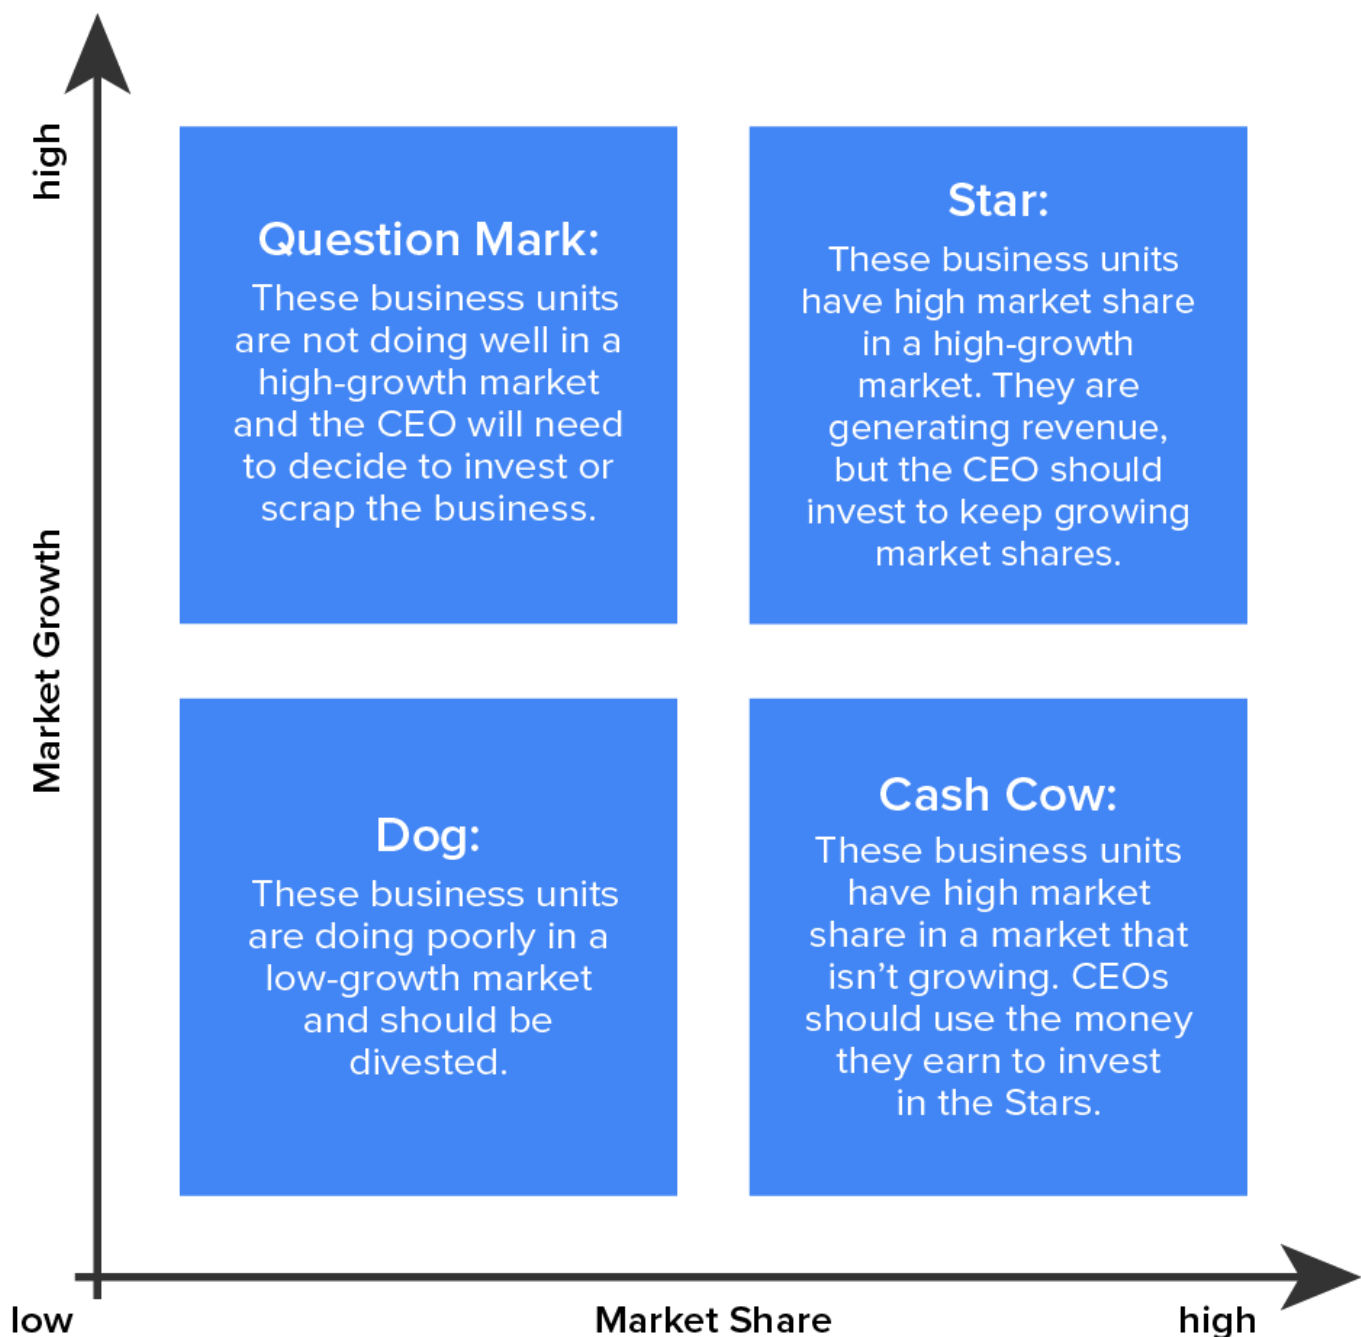 high
Market Growth
Question Mark:
These business units
are not doing well in a
high-growth market
and the CEO will need
to decide to invest or
scrap the business.
Star:
These business units
have high market share
in a high-growth
market. They are
generating revenue,
but the CEO should
invest to keep growing
market shares.
Dog:
These business units
are doing poorly in a
low-growth market
and should be
divested.
Cash Cow:
These business units
have high market
share in a market that
isn’t growing. CEOs
should use the money
they earn to invest
in the Stars.
low
Market Share
high